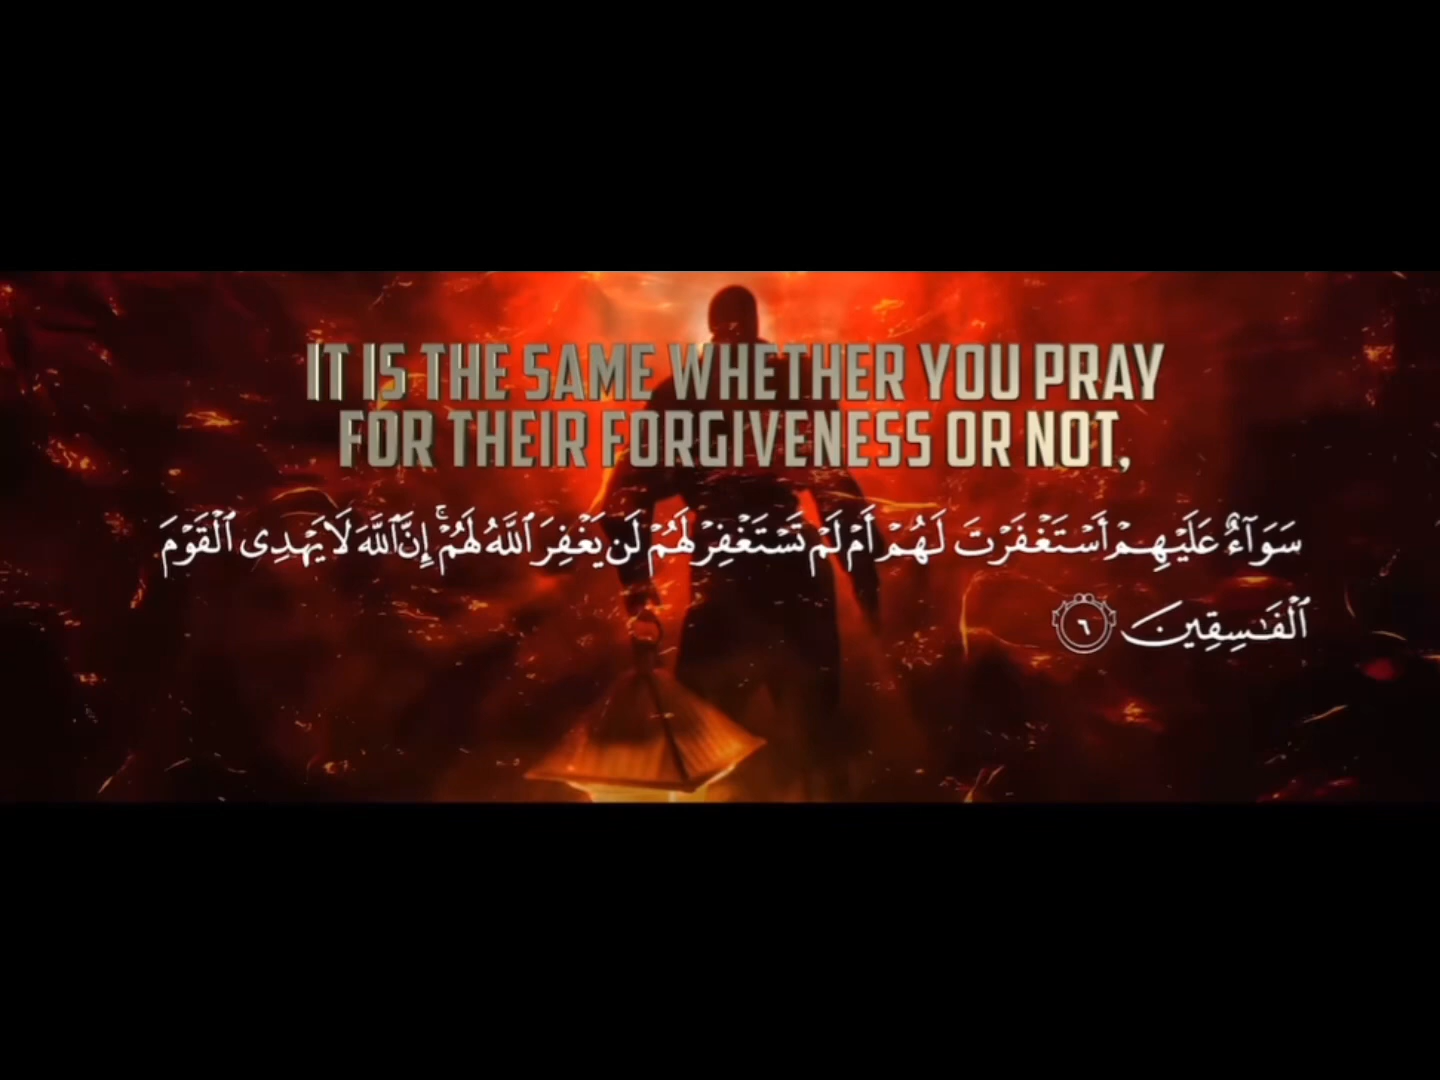 IT IS THE SAME WHETHER YOU PRAY
FOR THEIR FORGIVENESS OR NOT,
سَوَآءٌ عَلَيْهِمْ أَسْتَغْفَرْتَ لَهُمْ أَمْ لَمْ تَسْتَغْفِرْ لَهُمْ لَن يَغْفِرَ ٱللَّهُ لَهُمْ ۚ إِنَّ ٱللَّهَ لَا يَهْدِى ٱلْقَوْمَ
ٱلْفَـٰسِقِينَ ٦